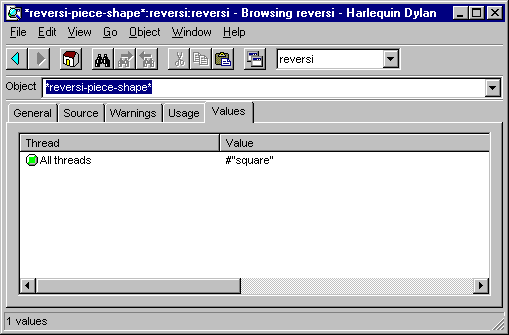 *reversi-piece-shape*:reversi:reversi - Browsing reversi - Harlequin Dylan
File Edit View Go Object Window Help
reversi
Object *reversi-piece-shape*
General Source Warnings Usage Values
Thread Value
All threads #"square"
1 values